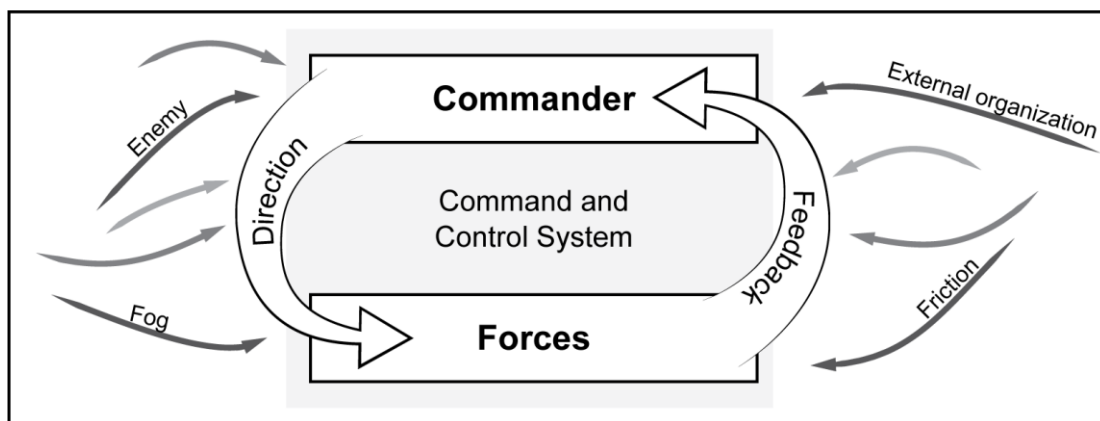 Commander
External organization
Enemy
Direction
Command and
Control System
Feedback
Fog
Forces
Friction